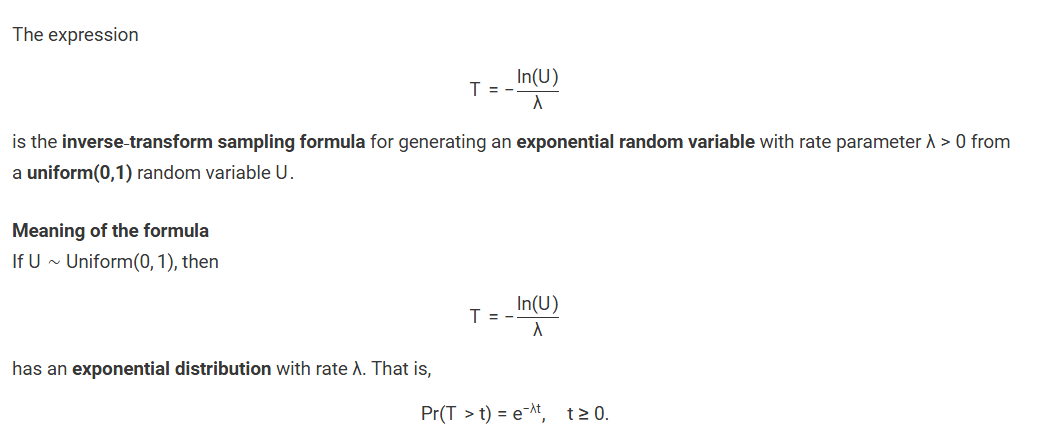 The expression
T = −ln(U)/λ
is the inverse-transform sampling formula for generating an exponential random variable with rate parameter λ > 0 from
a uniform(0,1) random variable U.
Meaning of the formula
If U ~ Uniform(0, 1), then
T = −ln(U)/λ
has an exponential distribution with rate λ. That is,
Pr(T > t) = e^{−λt}, t ≥ 0.